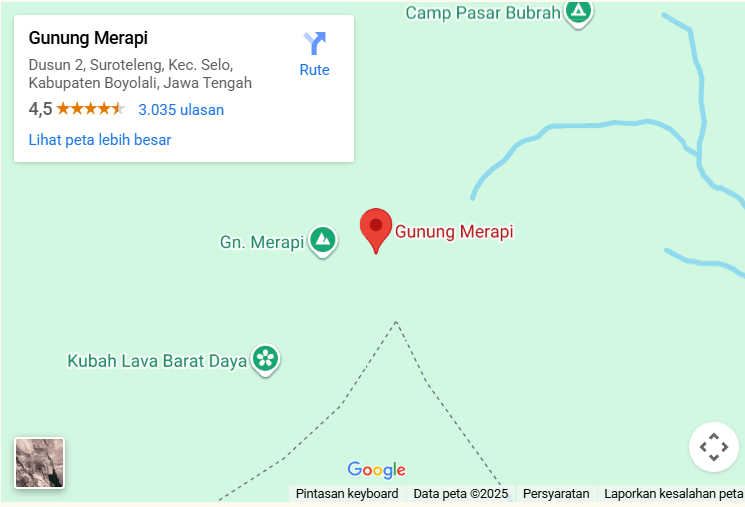 Camp Pasar Bubrah
Gunung Merapi
Dusun 2, Suroteleng, Kec. Selo,
Kabupaten Boyolali, Jawa Tengah
Rute
4,5 3.035 ulasan
Lihat peta lebih besar
Gn. Merapi
Gunung Merapi
Kubah Lava Barat Daya
Google
Pintasan keyboard Data peta ©2025 Persyaratan Laporkan kesalahan peta